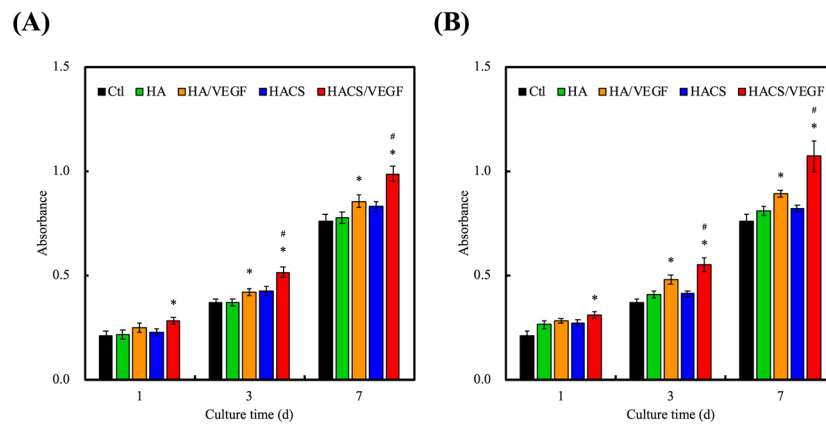 (A)
1.5
Ctl HA HA/VEGF HACS HACS/VEGF
#
*
*
1.0
#
*
*
0.5
*
0.0
Absorbance
1 3 7
Culture time (d)
(B)
1.5
Ctl HA HA/VEGF HACS HACS/VEGF
#
*
*
1.0
#
*
*
0.5
*
0.0
Absorbance
1 3 7
Culture time (d)